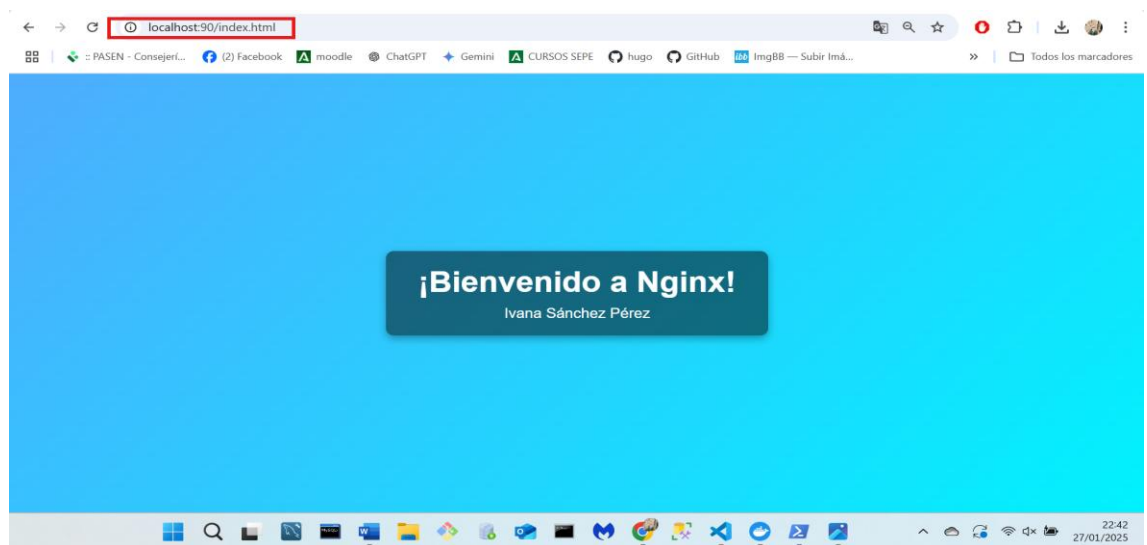 localhost:90/index.html
:: PASEN - Consejerí... (2) Facebook moodle ChatGPT Gemini CURSOS SEPE hugo GitHub ImgBB — Subir Imá... » Todos los marcadores
¡Bienvenido a Nginx!
Ivana Sánchez Pérez
22:42
27/01/2025